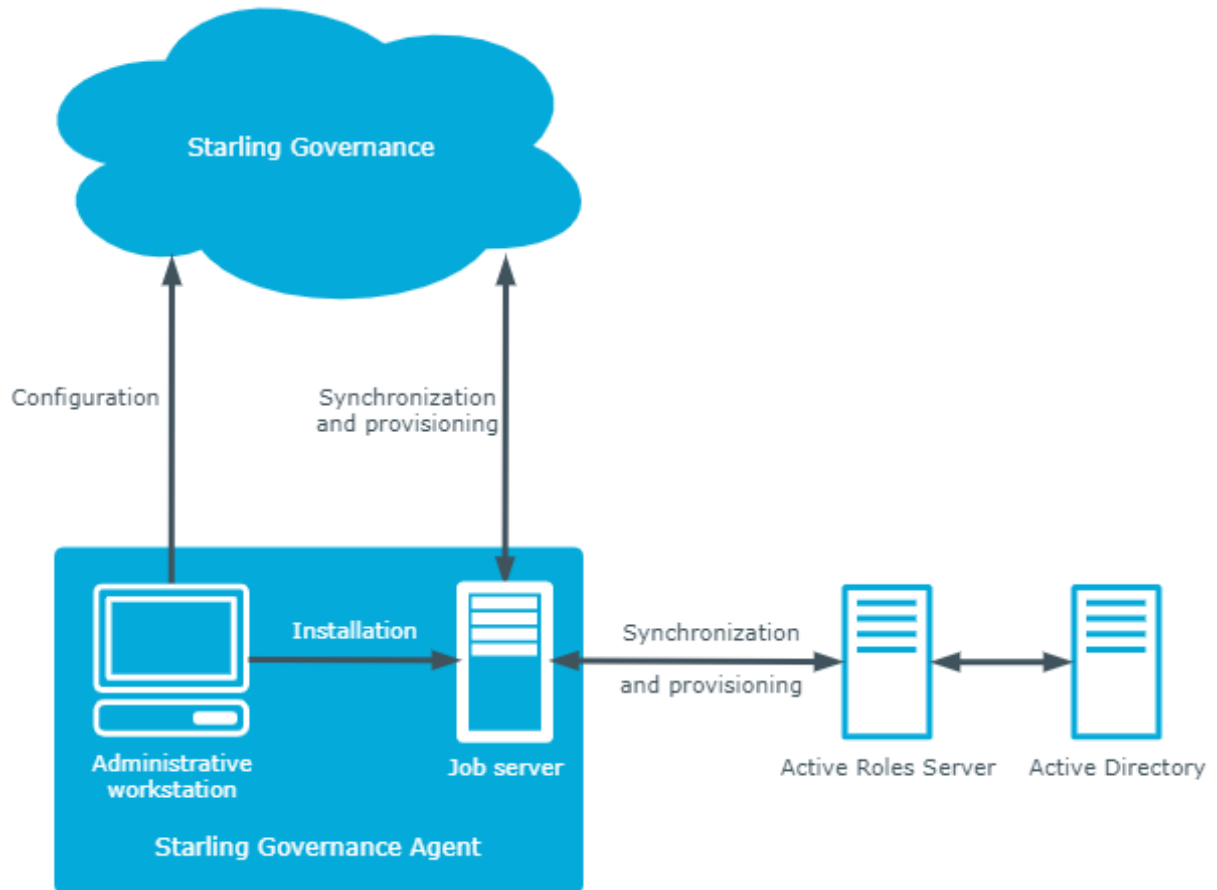 Starling Governance
Configuration
Synchronization
and provisioning
Installation
Synchronization
and provisioning
Administrative
workstation
Job server
Active Roles Server
Active Directory
Starling Governance Agent